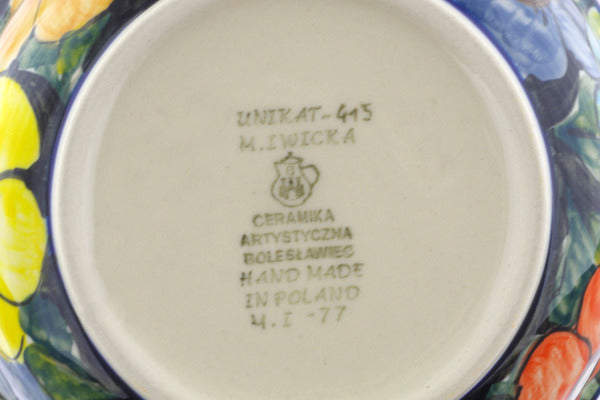 UNIKAT-415
M.IWICKA
CERAMIKA
ARTYSTYCZNA
BOLESŁAWIEC
HAND MADE
IN POLAND
M.I -77